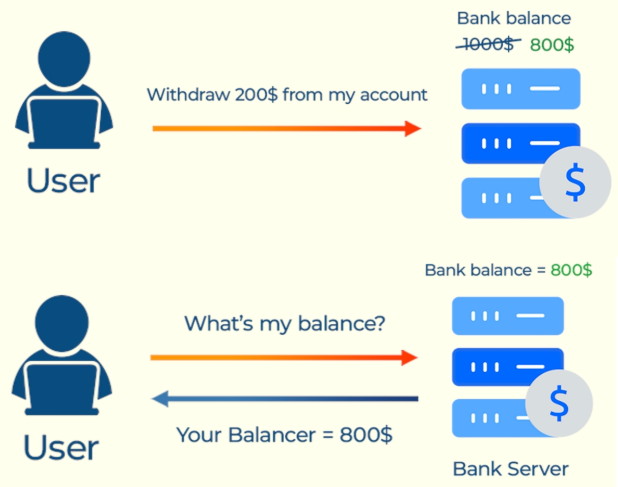 Bank balance
1000$ 800$
Withdraw 200$ from my account
$
User
Bank balance = 800$
What's my balance?
$
Your Balancer = 800$
User
Bank Server